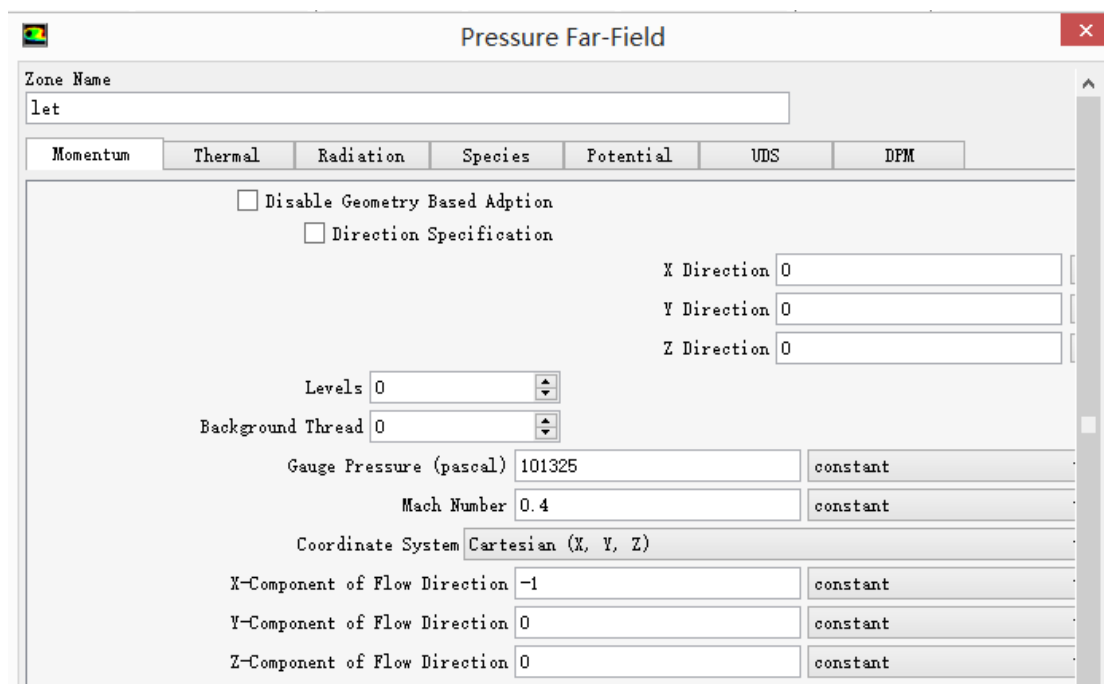 Pressure Far-Field
Zone Name
let
Momentum Thermal Radiation Species Potential UDS DPM
Disable Geometry Based Adption
Direction Specification
X Direction 0
Y Direction 0
Z Direction 0
Levels 0
Background Thread 0
Gauge Pressure (pascal) 101325 constant
Mach Number 0.4 constant
Coordinate System Cartesian (X, Y, Z)
X-Component of Flow Direction -1 constant
Y-Component of Flow Direction 0 constant
Z-Component of Flow Direction 0 constant